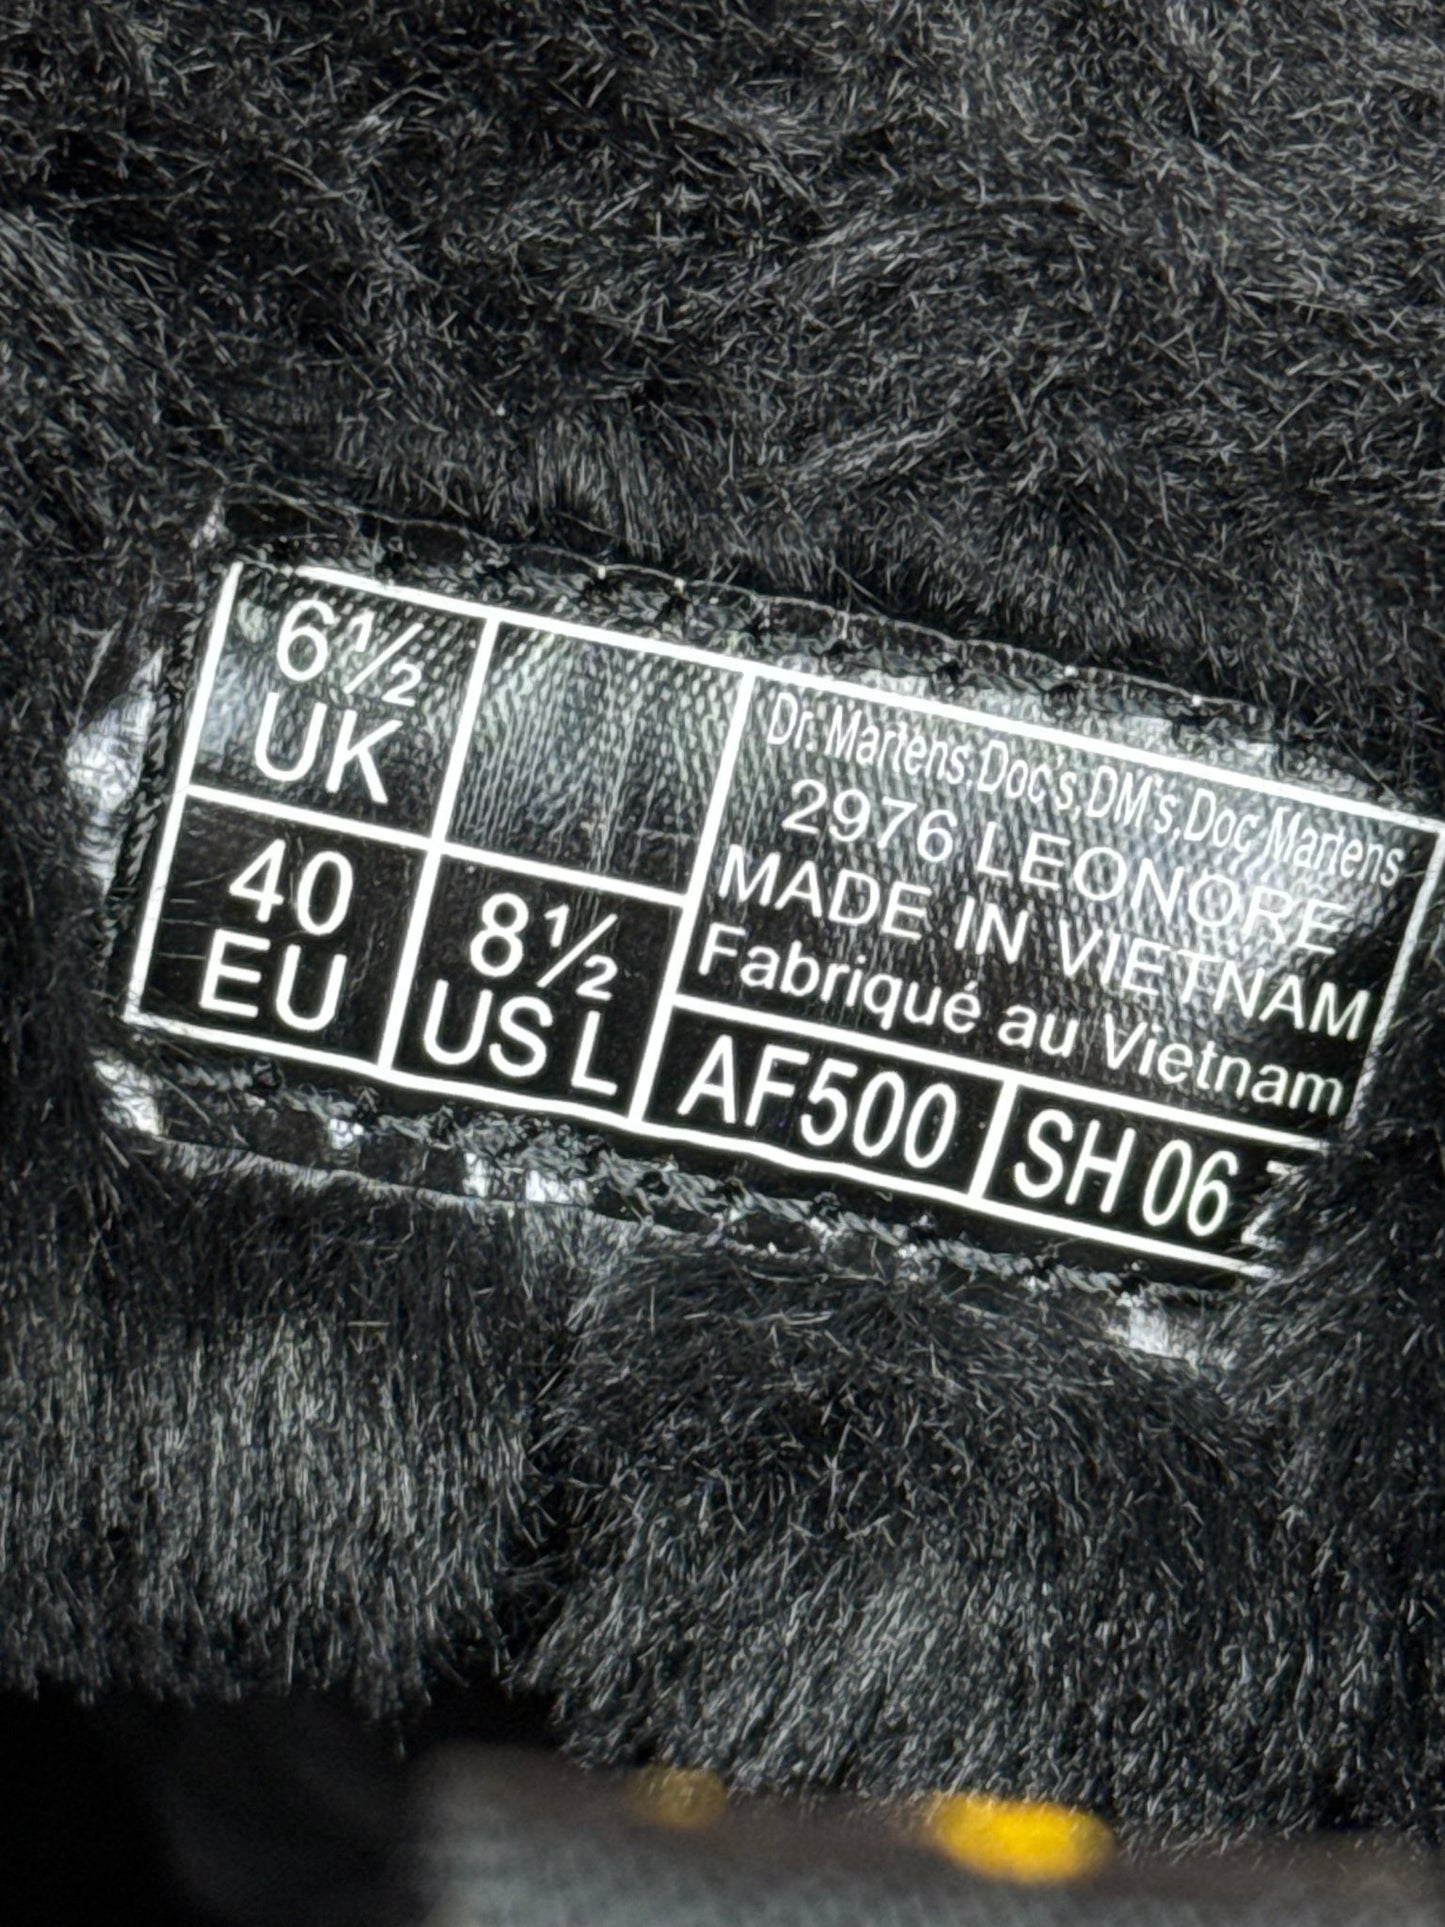 6½
UK
40
EU
8½
US L
Dr. Martens,Doc's,DM's,Doc Martens
2976 LEONORE
MADE IN VIETNAM
Fabriqué au Vietnam
AF500
SH 06